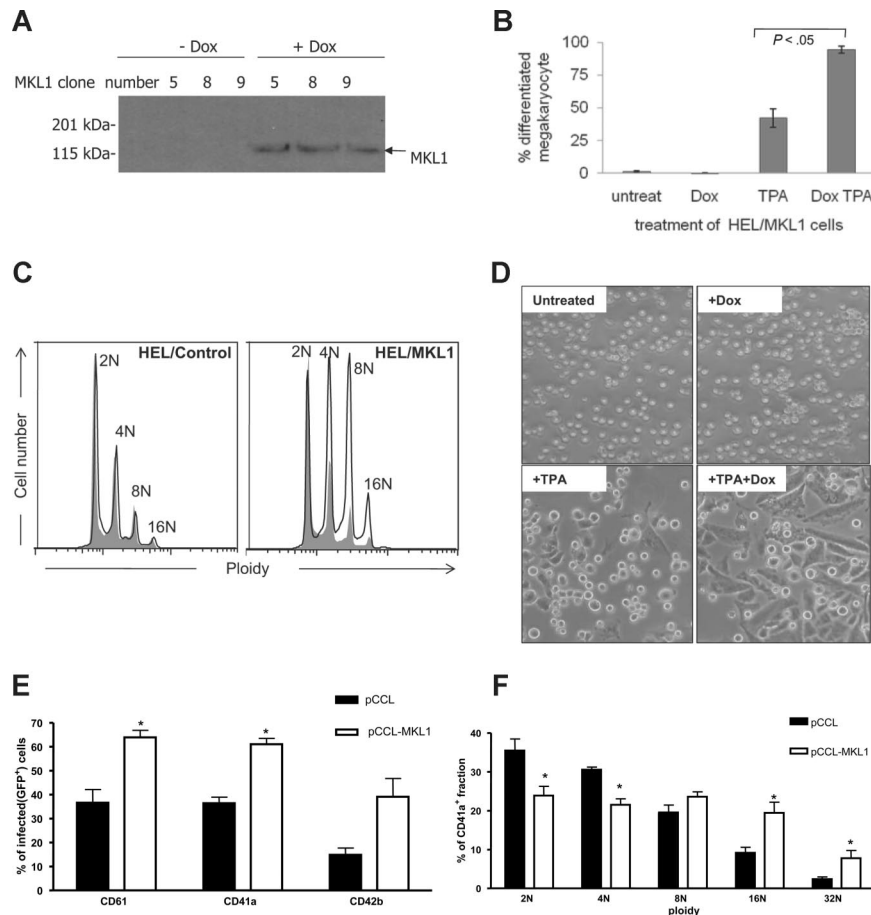 A
- Dox + Dox
MKL1 clone number 5 8 9 5 8 9
201 kDa-
115 kDa-
MKL1
B
P < .05
% differentiated
megakaryocyte
100
75
50
25
0
untreat Dox TPA Dox TPA
treatment of HEL/MKL1 cells
C
HEL/Control
2N
4N
8N
16N
HEL/MKL1
2N 4N
8N
16N
Cell number
Ploidy
D
Untreated
+Dox
+TPA
+TPA+Dox
E
pCCL
pCCL-MKL1
% of infected(GFP+) cells
70
60
50
40
30
20
10
0
* *
CD61 CD41a CD42b
F
pCCL
pCCL-MKL1
% of CD41a+ fraction
40
30
20
10
0
* * * *
2N 4N 8N 16N 32N
ploidy